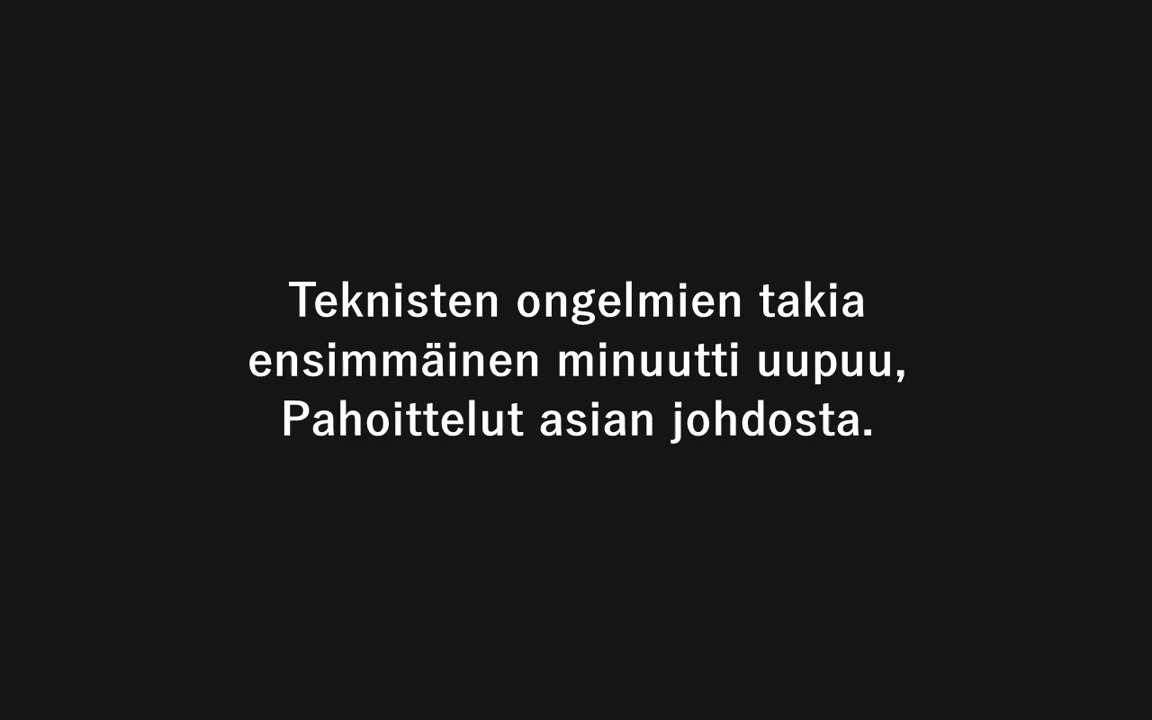 Teknisten ongelmien takia
ensimmäinen minuutti uupuu,
Pahoittelut asian johdosta.